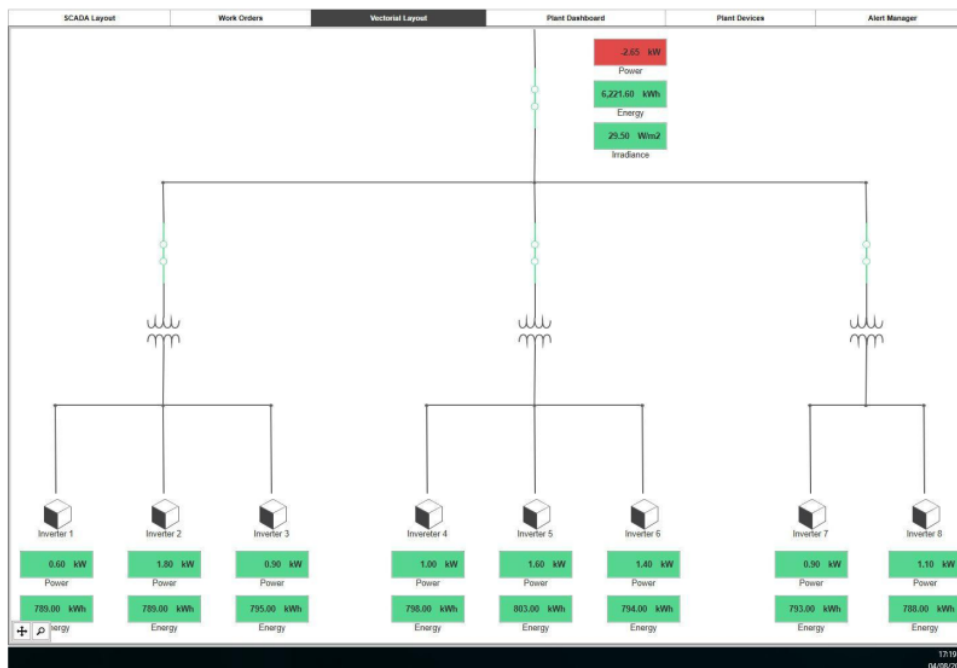 SCADA Layout Work Orders Vectorial Layout Plant Dashboard Plant Devices Alert Manager
-2.65 kW
Power
6,221.60 kWh
Energy
29.50 W/m2
Irradiance
Inverter 1 Inverter 2 Inverter 3 Invereter 4 Inverter 5 Inverter 6 Inverter 7 Inverter 8
0.60 kW 1.80 kW 0.90 kW 1.00 kW 1.60 kW 1.40 kW 0.90 kW 1.10 kW
Power Power Power Power Power Power Power Power
789.00 kWh 789.00 kWh 795.00 kWh 798.00 kWh 803.00 kWh 794.00 kWh 793.00 kWh 788.00 kWh
ergy Energy Energy Energy Energy Energy Energy Energy
17:19
04/08/20